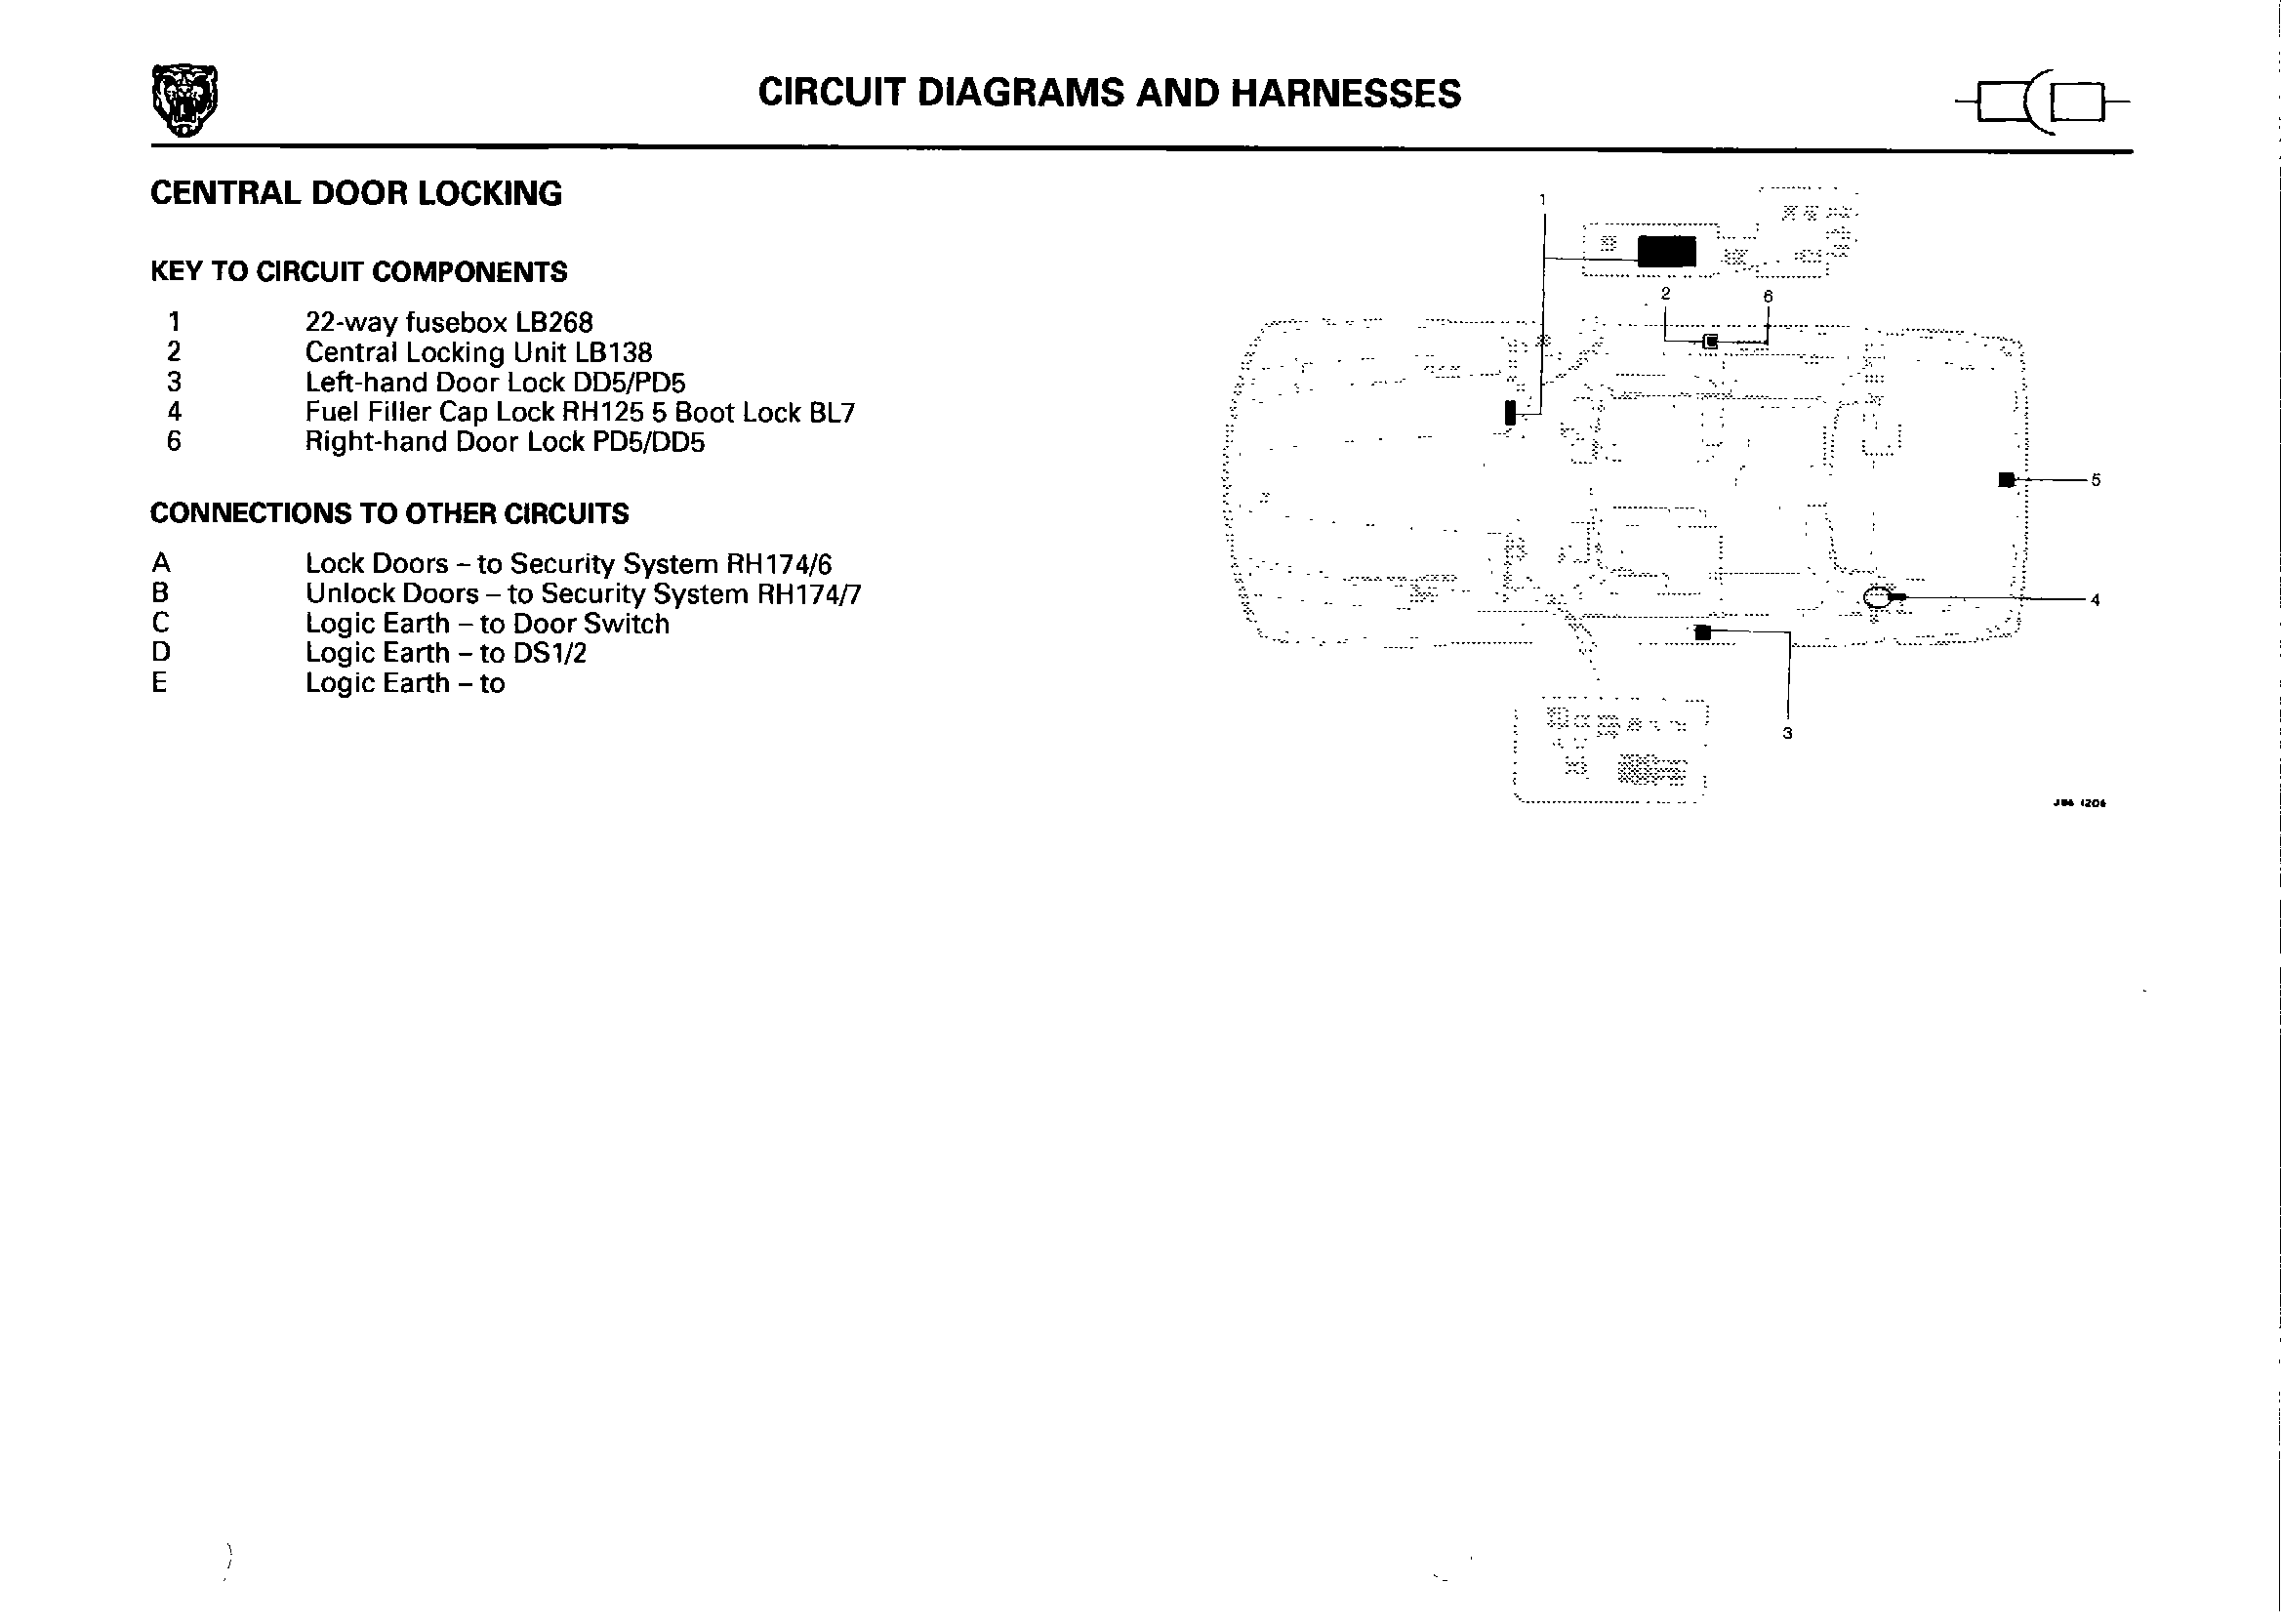 CIRCUIT DIAGRAMS AND HARNESSES
CENTRAL DOOR LOCKING
KEY TO CIRCUIT COMPONENTS
1 22-way fusebox LB268
2 Central Locking Unit LB138
3 Left-hand Door Lock DD5/PD5
4 Fuel Filler Cap Lock RH125 5 Boot Lock BL7
6 Right-hand Door Lock PD5/DD5
CONNECTIONS TO OTHER CIRCUITS
A Lock Doors – to Security System RH174/6
B Unlock Doors – to Security System RH174/7
C Logic Earth – to Door Switch
D Logic Earth – to DS1/2
E Logic Earth – to
1
2 6
5
4
3
1206